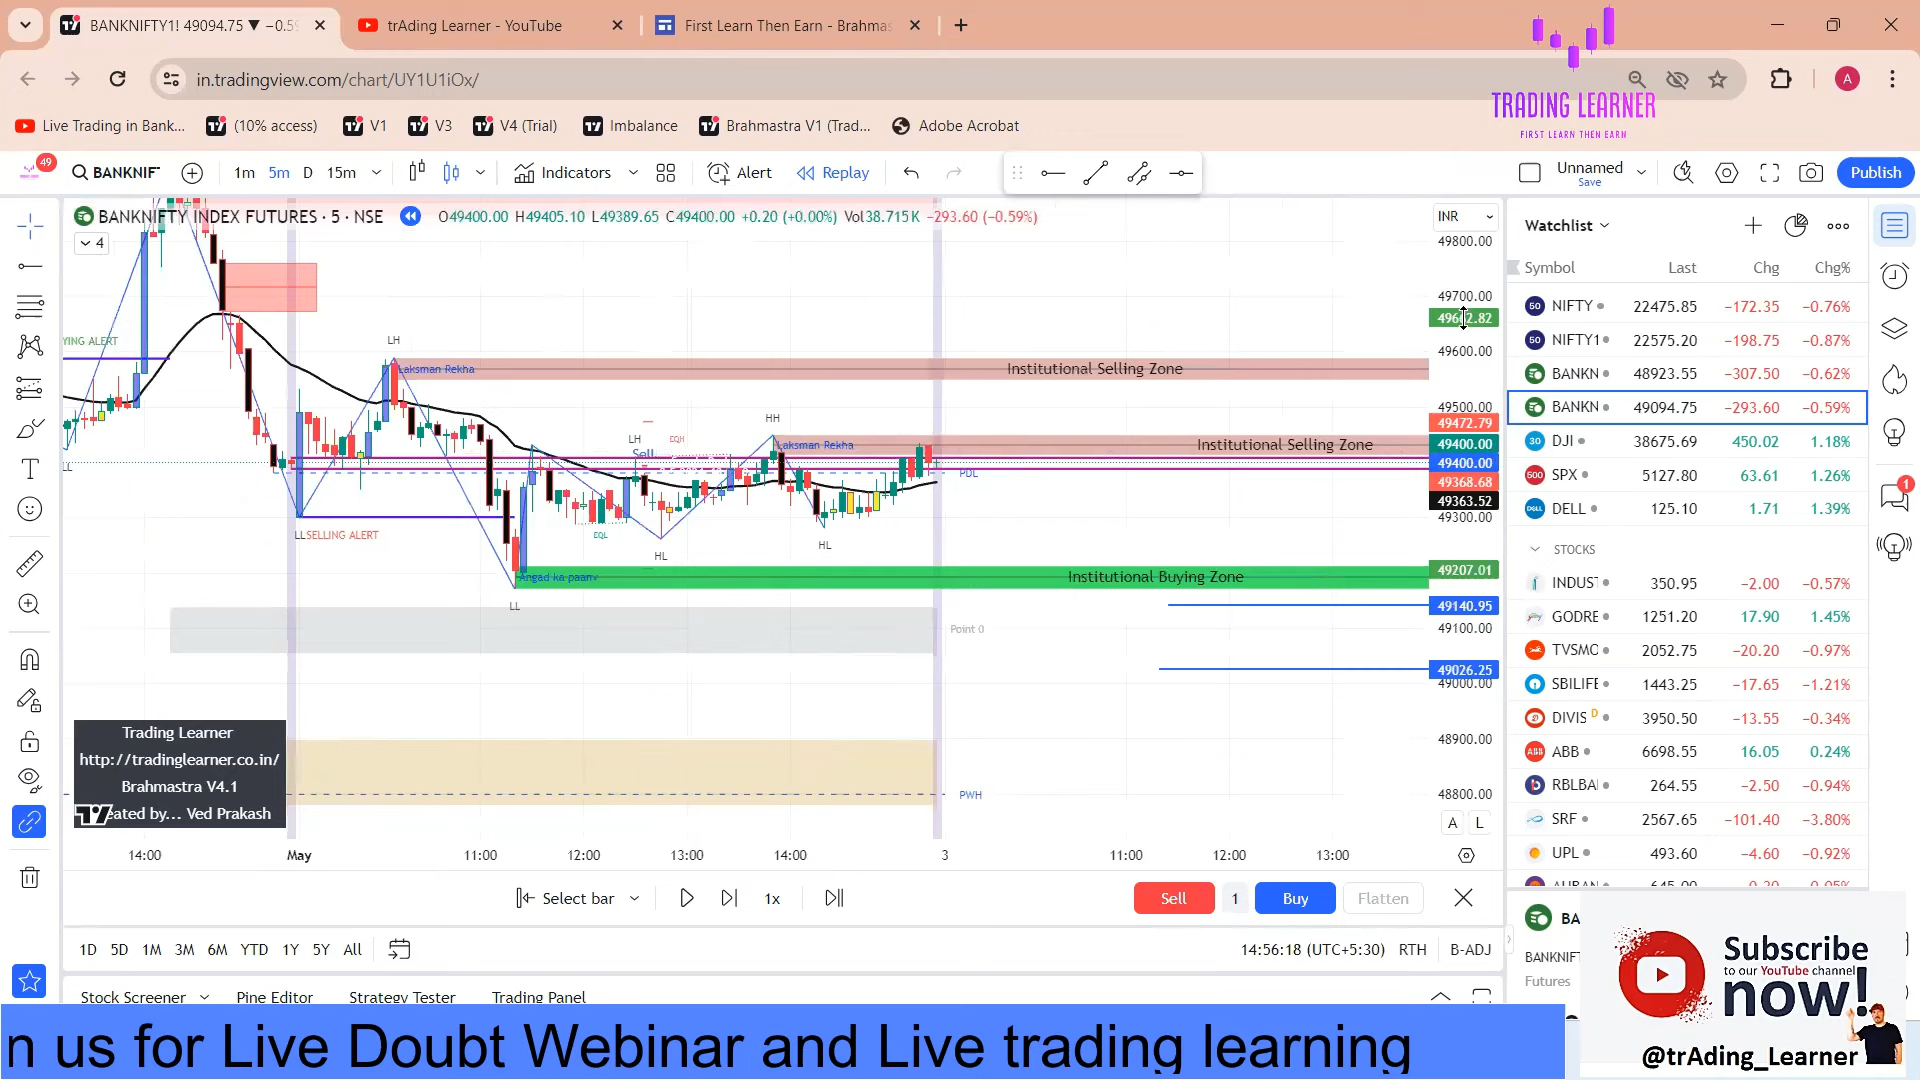 BANKNIFTY1! 49094.75 ▼ −0.59
trAding Learner - YouTube
First Learn Then Earn - Brahmas
in.tradingview.com/chart/UY1U1iOx/
A
TRADING LEARNER
FIRST LEARN THEN EARN
Live Trading in Bank...
(10% access)
V1
V3
V4 (Trial)
Imbalance
Brahmastra V1 (Trad...
Adobe Acrobat
49
BANKNIF
1m
5m
D
15m
Indicators
Alert
Replay
Unnamed
Save
Publish
BANKNIFTY INDEX FUTURES · 5 · NSE
O49400.00 H49405.10 L49389.65 C49400.00 +0.20 (+0.00%) Vol38.715K −293.60 (−0.59%)
4
INR
49800.00
49700.00
49600.00
49500.00
49472.79
49400.00
49400.00
49368.68
49363.52
49300.00
49207.01
49140.95
49100.00
49026.25
49000.00
48900.00
48800.00
A
L
YING ALERT
LL
LH
Laksman Rekha
Institutional Selling Zone
LH
Sell
EQH
HH
Laksman Rekha
Institutional Selling Zone
PDL
LL
SELLING ALERT
EQL
HL
HL
Angad ka paanv
Institutional Buying Zone
LL
Point 0
PWH
Trading Learner
http://tradinglearner.co.in/
Brahmastra V4.1
eated by... Ved Prakash
14:00
May
11:00
12:00
13:00
14:00
3
11:00
12:00
13:00
Select bar
1x
Sell
1
Buy
Flatten
1D
5D
1M
3M
6M
YTD
1Y
5Y
All
14:56:18 (UTC+5:30)
RTH
B-ADJ
Stock Screener
Pine Editor
Strategy Tester
Trading Panel
Watchlist
Symbol Last Chg Chg%
NIFTY 22475.85 −172.35 −0.76%
NIFTY1 22575.20 −198.75 −0.87%
BANKN 48923.55 −307.50 −0.62%
BANKN 49094.75 −293.60 −0.59%
DJI 38675.69 450.02 1.18%
SPX 5127.80 63.61 1.26%
DELL 125.10 1.71 1.39%
STOCKS
INDUS 350.95 −2.00 −0.57%
GODRE 1251.20 17.90 1.45%
TVSMO 2052.75 −20.20 −0.97%
SBILIFE 1443.25 −17.65 −1.21%
DIVIS D 3950.50 −13.55 −0.34%
ABB 6698.55 16.05 0.24%
RBLBA 264.55 −2.50 −0.94%
SRF 2567.65 −101.40 −3.80%
UPL 493.60 −4.60 −0.92%
BA
BANKNIFT
Futures
1
Subscribe
to our YouTube channel
now!
@trAding_Learner
n us for Live Doubt Webinar and Live trading learning